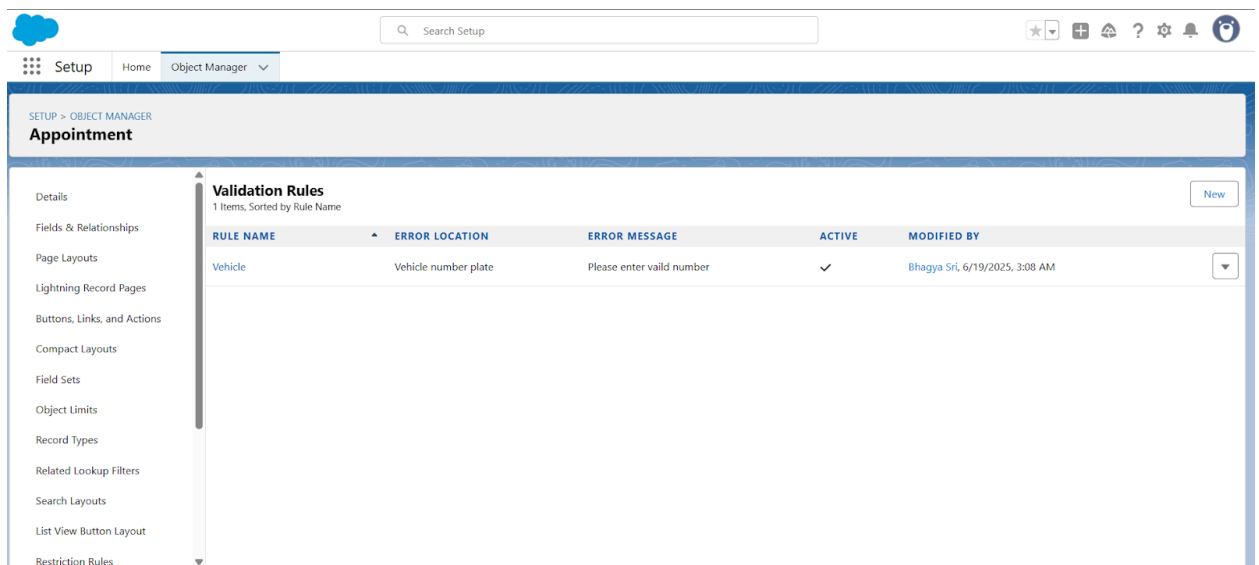 Search Setup
Setup
Home
Object Manager
SETUP > OBJECT MANAGER
Appointment
Details
Fields & Relationships
Page Layouts
Lightning Record Pages
Buttons, Links, and Actions
Compact Layouts
Field Sets
Object Limits
Record Types
Related Lookup Filters
Search Layouts
List View Button Layout
Restriction Rules
Validation Rules
1 Items, Sorted by Rule Name
New
RULE NAME ERROR LOCATION ERROR MESSAGE ACTIVE MODIFIED BY
Vehicle Vehicle number plate Please enter vaild number Bhagya Sri, 6/19/2025, 3:08 AM